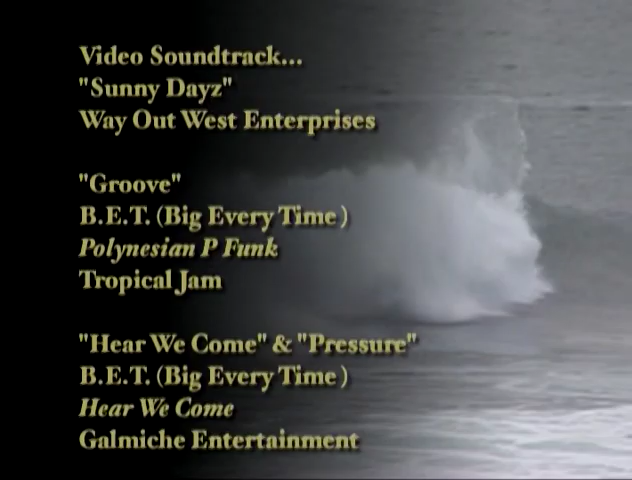 Video Soundtrack...
"Sunny Dayz"
Way Out West Enterprises
"Groove"
B.E.T. (Big Every Time )
Polynesian P Funk
Tropical Jam
"Hear We Come" & "Pressure"
B.E.T. (Big Every Time )
Hear We Come
Galmiche Entertainment